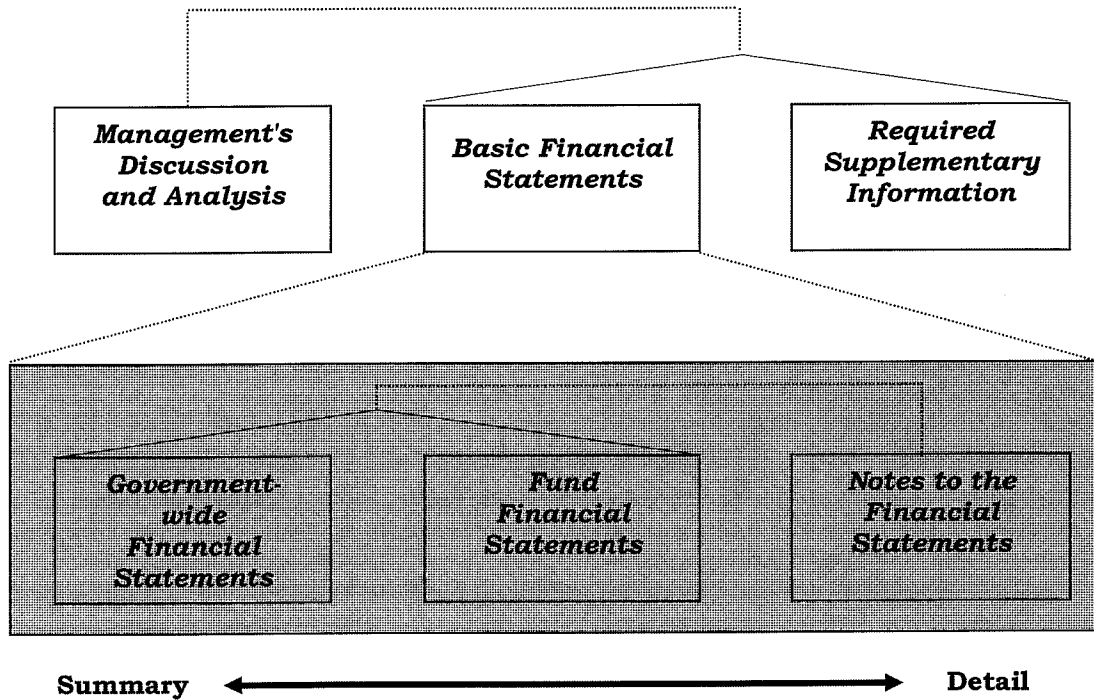 Management's
Discussion
and Analysis
Basic Financial
Statements
Required
Supplementary
Information
Government-
wide
Financial
Statements
Fund
Financial
Statements
Notes to the
Financial
Statements
Summary
Detail